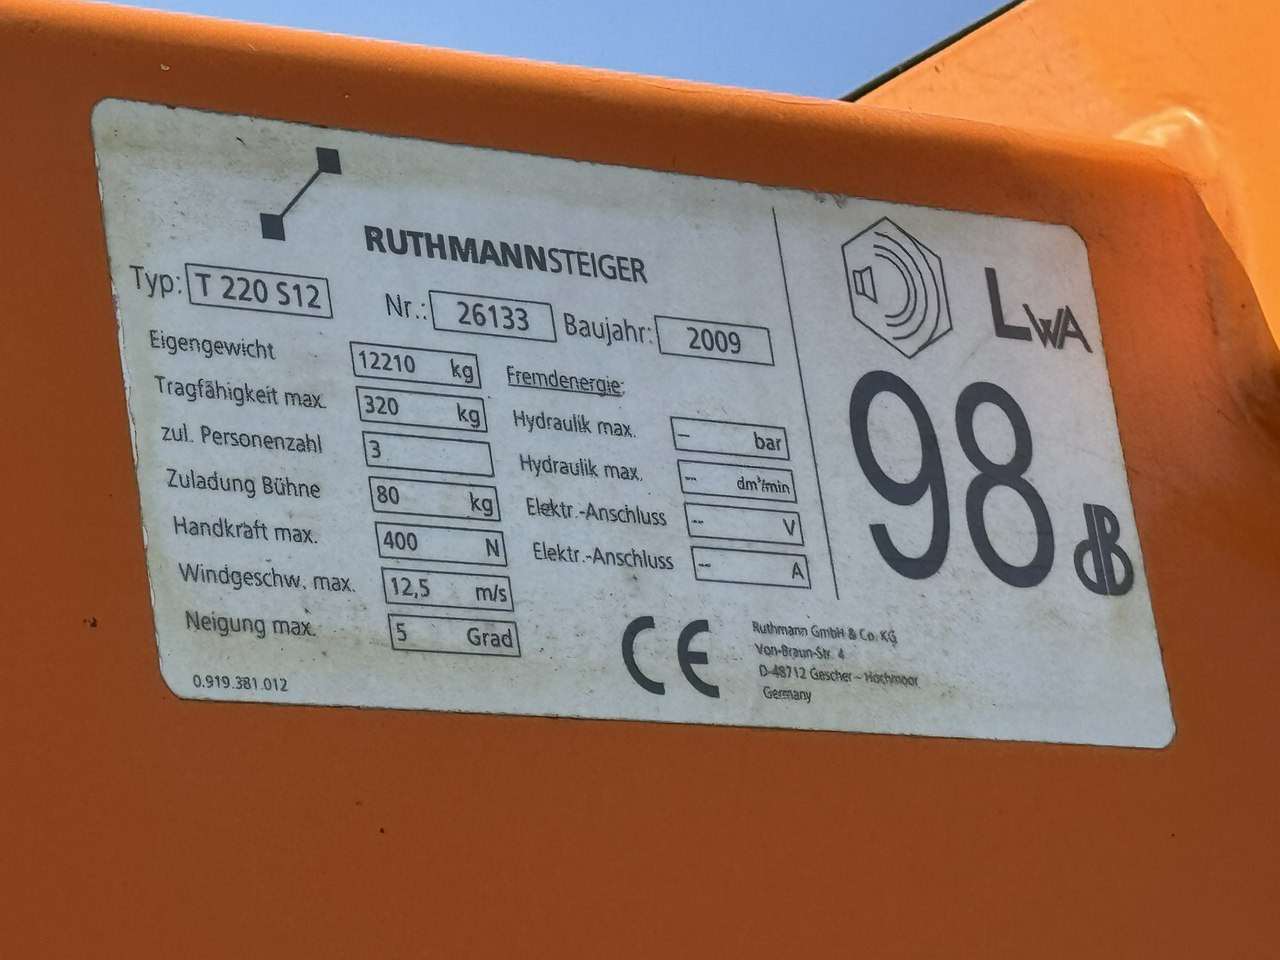 RUTHMANNSTEIGER
Typ: T 220 S12 Nr.: 26133 Baujahr: 2009
Eigengewicht 12210 kg
Tragfähigkeit max. 320 kg
zul. Personenzahl 3
Zuladung Bühne 80 kg
Handkraft max. 400 N
Windgeschw. max. 12,5 m/s
Neigung max. 5 Grad
0.919.381.012
Fremdenergie:
Hydraulik max. -- bar
Hydraulik max. -- dm³/min
Elektr.-Anschluss -- V
Elektr.-Anschluss -- A
CE
Ruthmann GmbH & Co. KG
Von-Braun-Str. 4
D-48712 Gescher – Hochmoor
Germany
LWA
98 dB